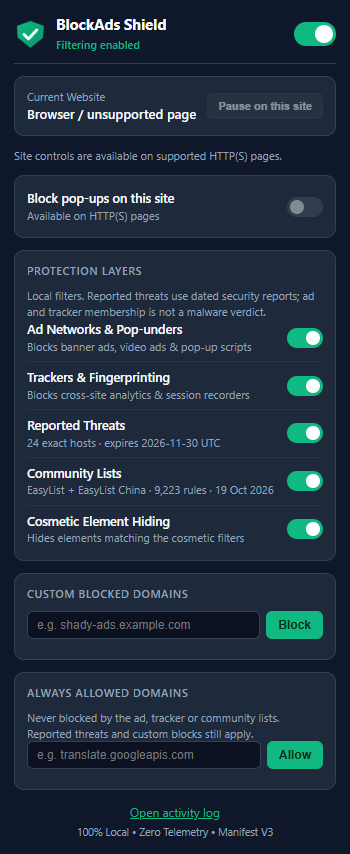 BlockAds Shield
Filtering enabled
Current Website
Browser / unsupported page
Pause on this site
Site controls are available on supported HTTP(S) pages.
Block pop-ups on this site
Available on HTTP(S) pages
PROTECTION LAYERS
Local filters. Reported threats use dated security reports; ad
and tracker membership is not a malware verdict.
Ad Networks & Pop-unders
Blocks banner ads, video ads & pop-up scripts
Trackers & Fingerprinting
Blocks cross-site analytics & session recorders
Reported Threats
24 exact hosts · expires 2026-11-30 UTC
Community Lists
EasyList + EasyList China · 9,223 rules · 19 Oct 2026
Cosmetic Element Hiding
Hides elements matching the cosmetic filters
CUSTOM BLOCKED DOMAINS
e.g. shady-ads.example.com
Block
ALWAYS ALLOWED DOMAINS
Never blocked by the ad, tracker or community lists.
Reported threats and custom blocks still apply.
e.g. translate.googleapis.com
Allow
Open activity log
100% Local • Zero Telemetry • Manifest V3